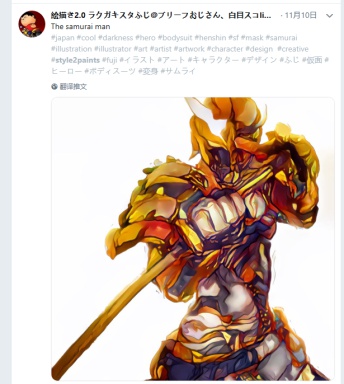 絵描き2.0 ラクガキスタふじ@ブリーフおじさん、白目スコli... · 11月10日
The samurai man
#japan #cool #darkness #hero #bodysuit #henshin #sf #mask #samurai
#illustration #illustrator #art #artist #artwork #character #design #creative
#style2paints #fuji #イラスト #アート #キャラクター #デザイン #ふじ #仮面 #
ヒーロー #ボディスーツ #変身 #サムライ
翻译推文